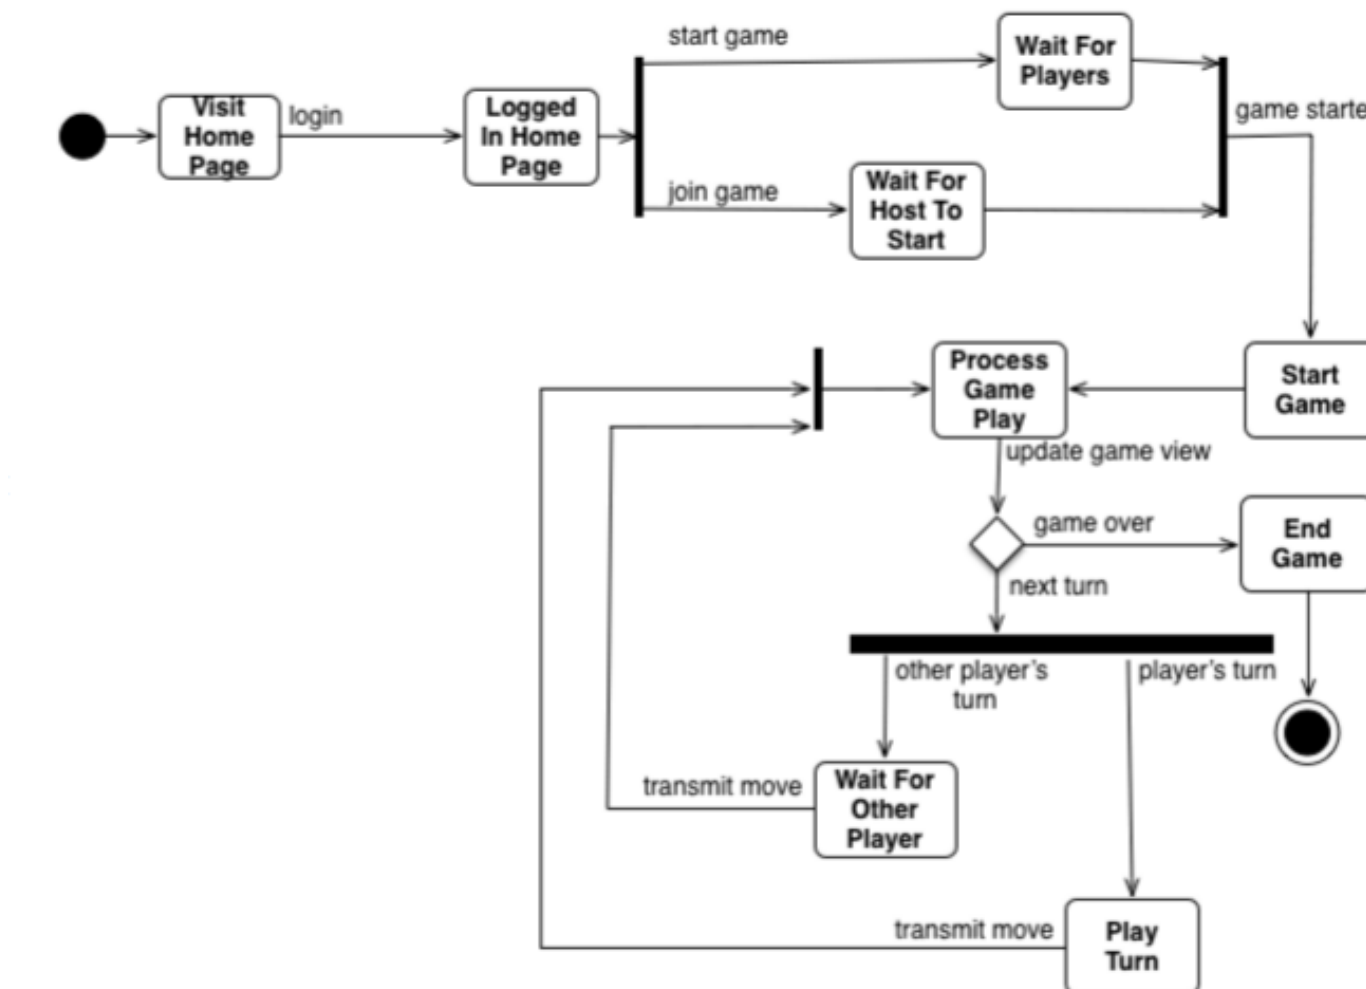 start game
Wait For
Players
Visit
Home
Page
login
Logged
In Home
Page
game starte
join game
Wait For
Host To
Start
Process
Game
Play
Start
Game
update game view
game over
End
Game
next turn
other player's
turn
player's turn
transmit move
Wait For
Other
Player
transmit move
Play
Turn